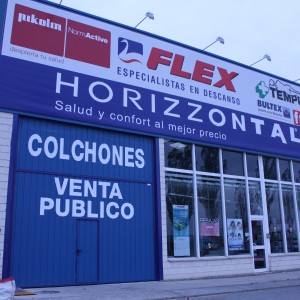 pikolin
NormActive
despierta tu salud
FLEX
ESPECIALISTAS EN DESCANSO
TEMPU
BULTEX
HORIZZONTAL
Salud y confort al mejor precio
COLCHONES
VENTA
PUBLICO